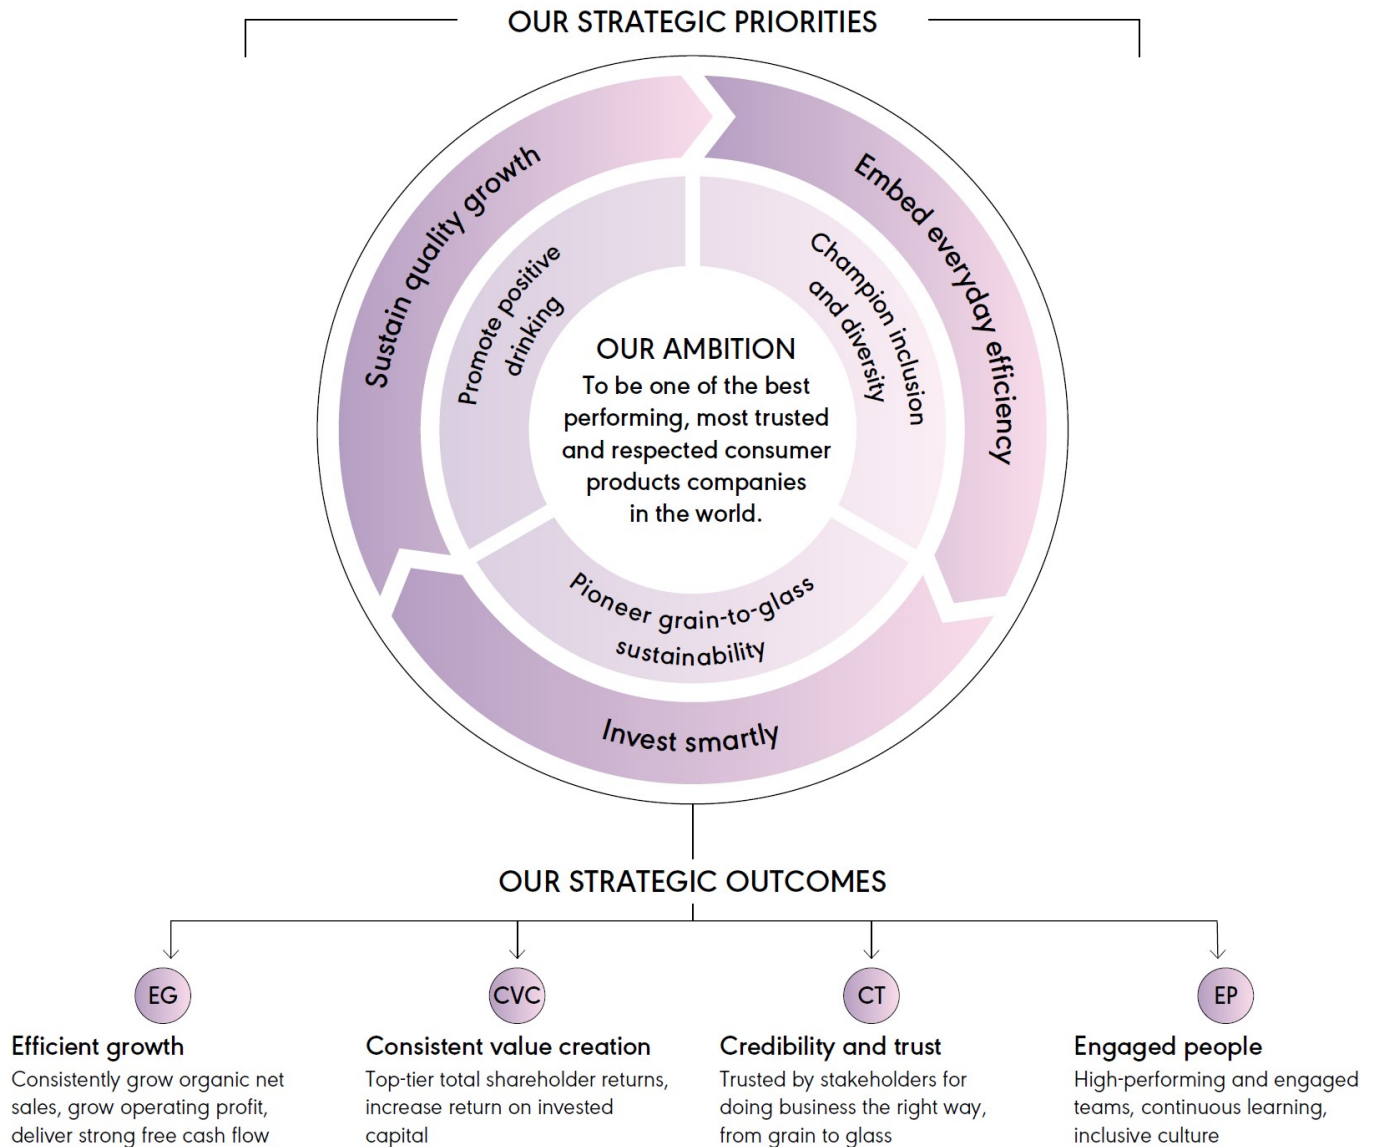 OUR STRATEGIC PRIORITIES
Sustain quality growth
Embed everyday efficiency
Invest smartly
Promote positive
drinking
Champion inclusion
and diversity
Pioneer grain-to-glass
sustainability
OUR AMBITION
To be one of the best
performing, most trusted
and respected consumer
products companies
in the world.
OUR STRATEGIC OUTCOMES
EG
Efficient growth
Consistently grow organic net
sales, grow operating profit,
deliver strong free cash flow
CVC
Consistent value creation
Top-tier total shareholder returns,
increase return on invested
capital
CT
Credibility and trust
Trusted by stakeholders for
doing business the right way,
from grain to glass
EP
Engaged people
High-performing and engaged
teams, continuous learning,
inclusive culture